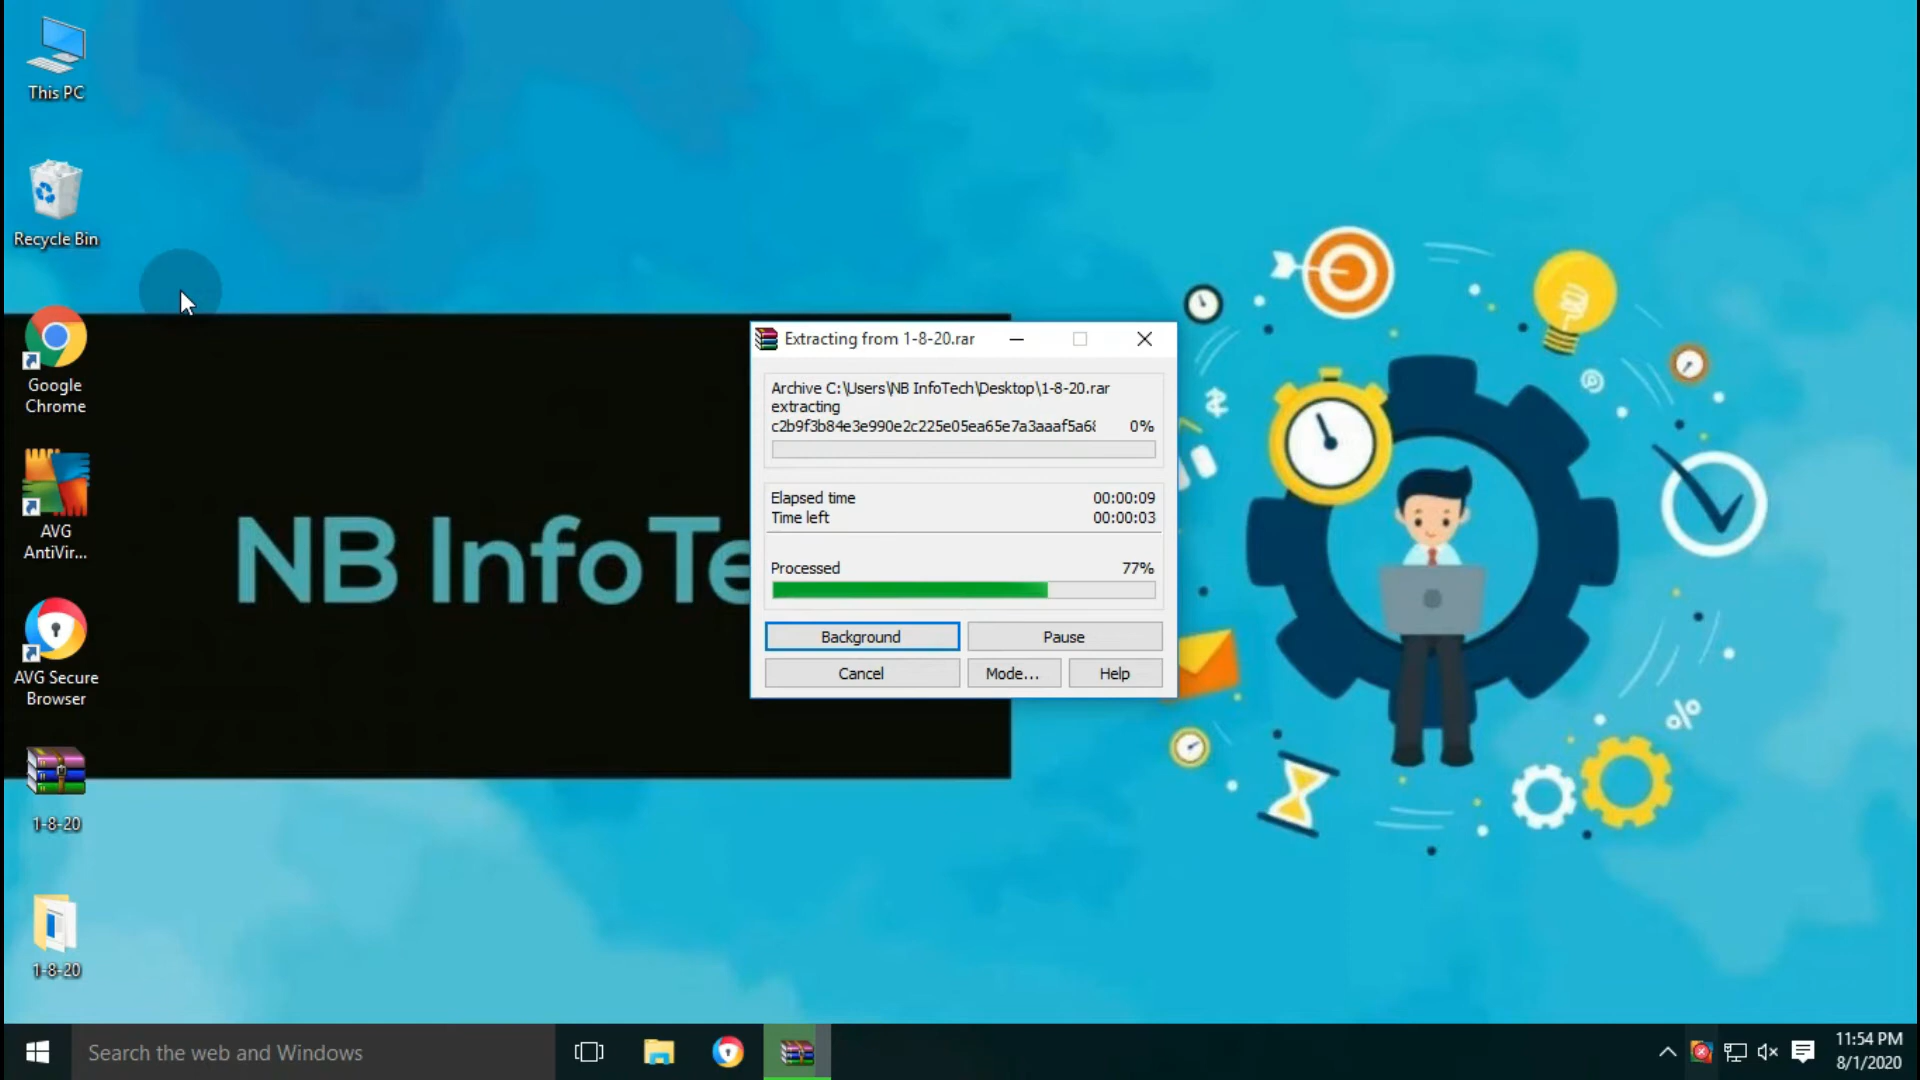 This PC
Recycle Bin
Google
Chrome
AVG
AntiVir...
AVG Secure
Browser
1-8-20
1-8-20
NB InfoTe
Extracting from 1-8-20.rar
Archive C:\Users\NB InfoTech\Desktop\1-8-20.rar
extracting
c2b9f3b84e3e990e2c225e05ea65e7a3aaaf5a68 0%
Elapsed time 00:00:09
Time left 00:00:03
Processed 77%
Background Pause
Cancel Mode... Help
%
Search the web and Windows
11:54 PM
8/1/2020